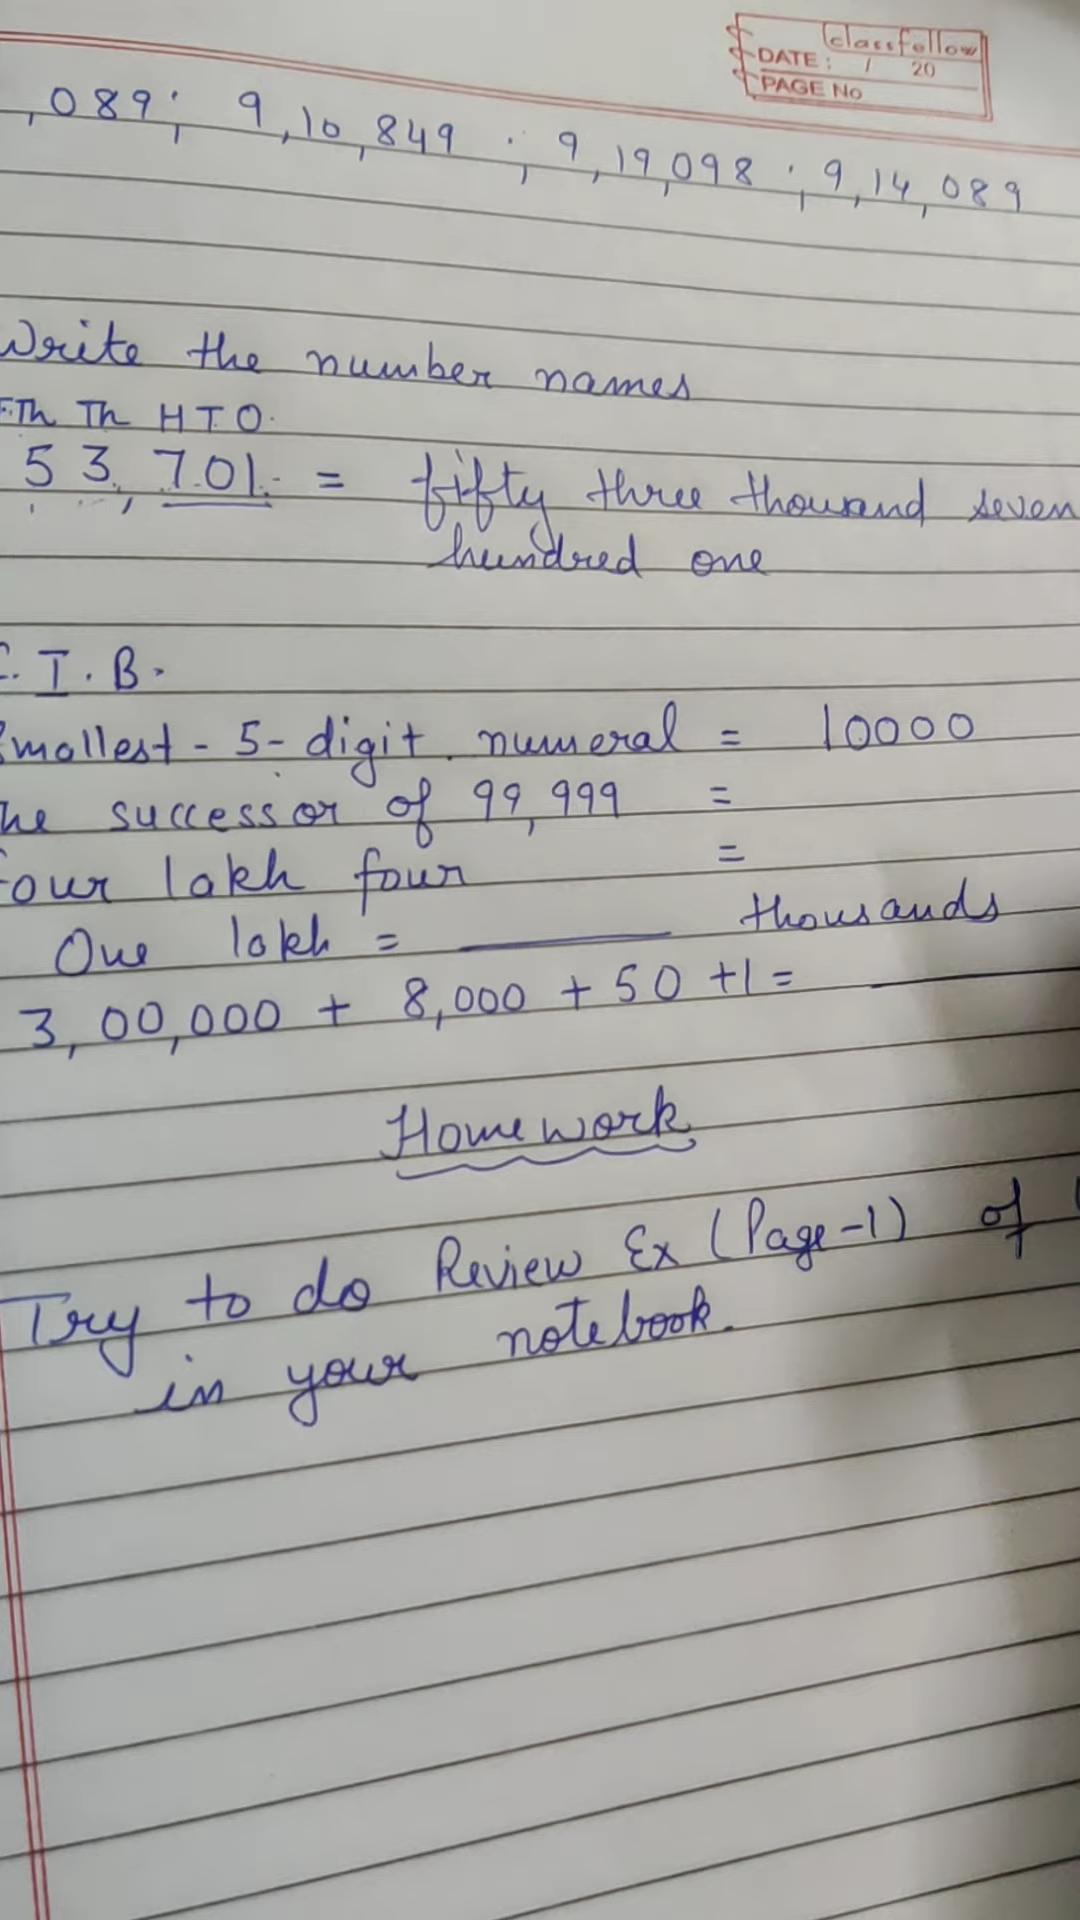 classfellow
DATE: / 20
PAGE No
,089; 9,10,849; 9,19,098; 9,14,089
Write the number names
T.Th Th H T O.
53,701 = fifty three thousand seven
hundred one
F.I.B.
Smallest - 5-digit numeral = 10000
The successor of 99,999 =
Four lakh four =
One lakh = ______ thousands
3,00,000 + 8,000 + 50 +1 = ______
Homework
Try to do Review Ex (Page-1) of
in your notebook.